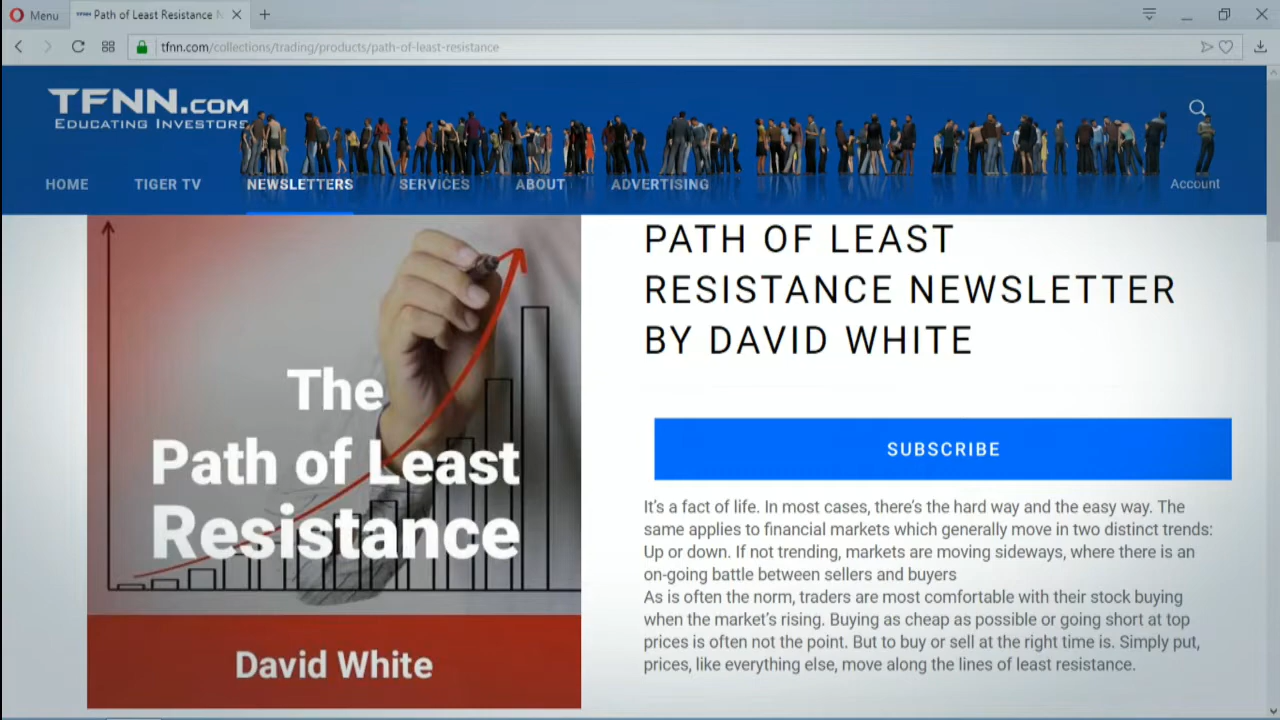 Menu
Path of Least Resistance
tfnn.com/collections/trading/products/path-of-least-resistance
TFNN.COM
EDUCATING INVESTORS
HOME TIGER TV NEWSLETTERS SERVICES ABOUT ADVERTISING Account
The
Path of Least
Resistance
David White
PATH OF LEAST
RESISTANCE NEWSLETTER
BY DAVID WHITE
SUBSCRIBE
It's a fact of life. In most cases, there's the hard way and the easy way. The
same applies to financial markets which generally move in two distinct trends:
Up or down. If not trending, markets are moving sideways, where there is an
on-going battle between sellers and buyers
As is often the norm, traders are most comfortable with their stock buying
when the market's rising. Buying as cheap as possible or going short at top
prices is often not the point. But to buy or sell at the right time is. Simply put,
prices, like everything else, move along the lines of least resistance.